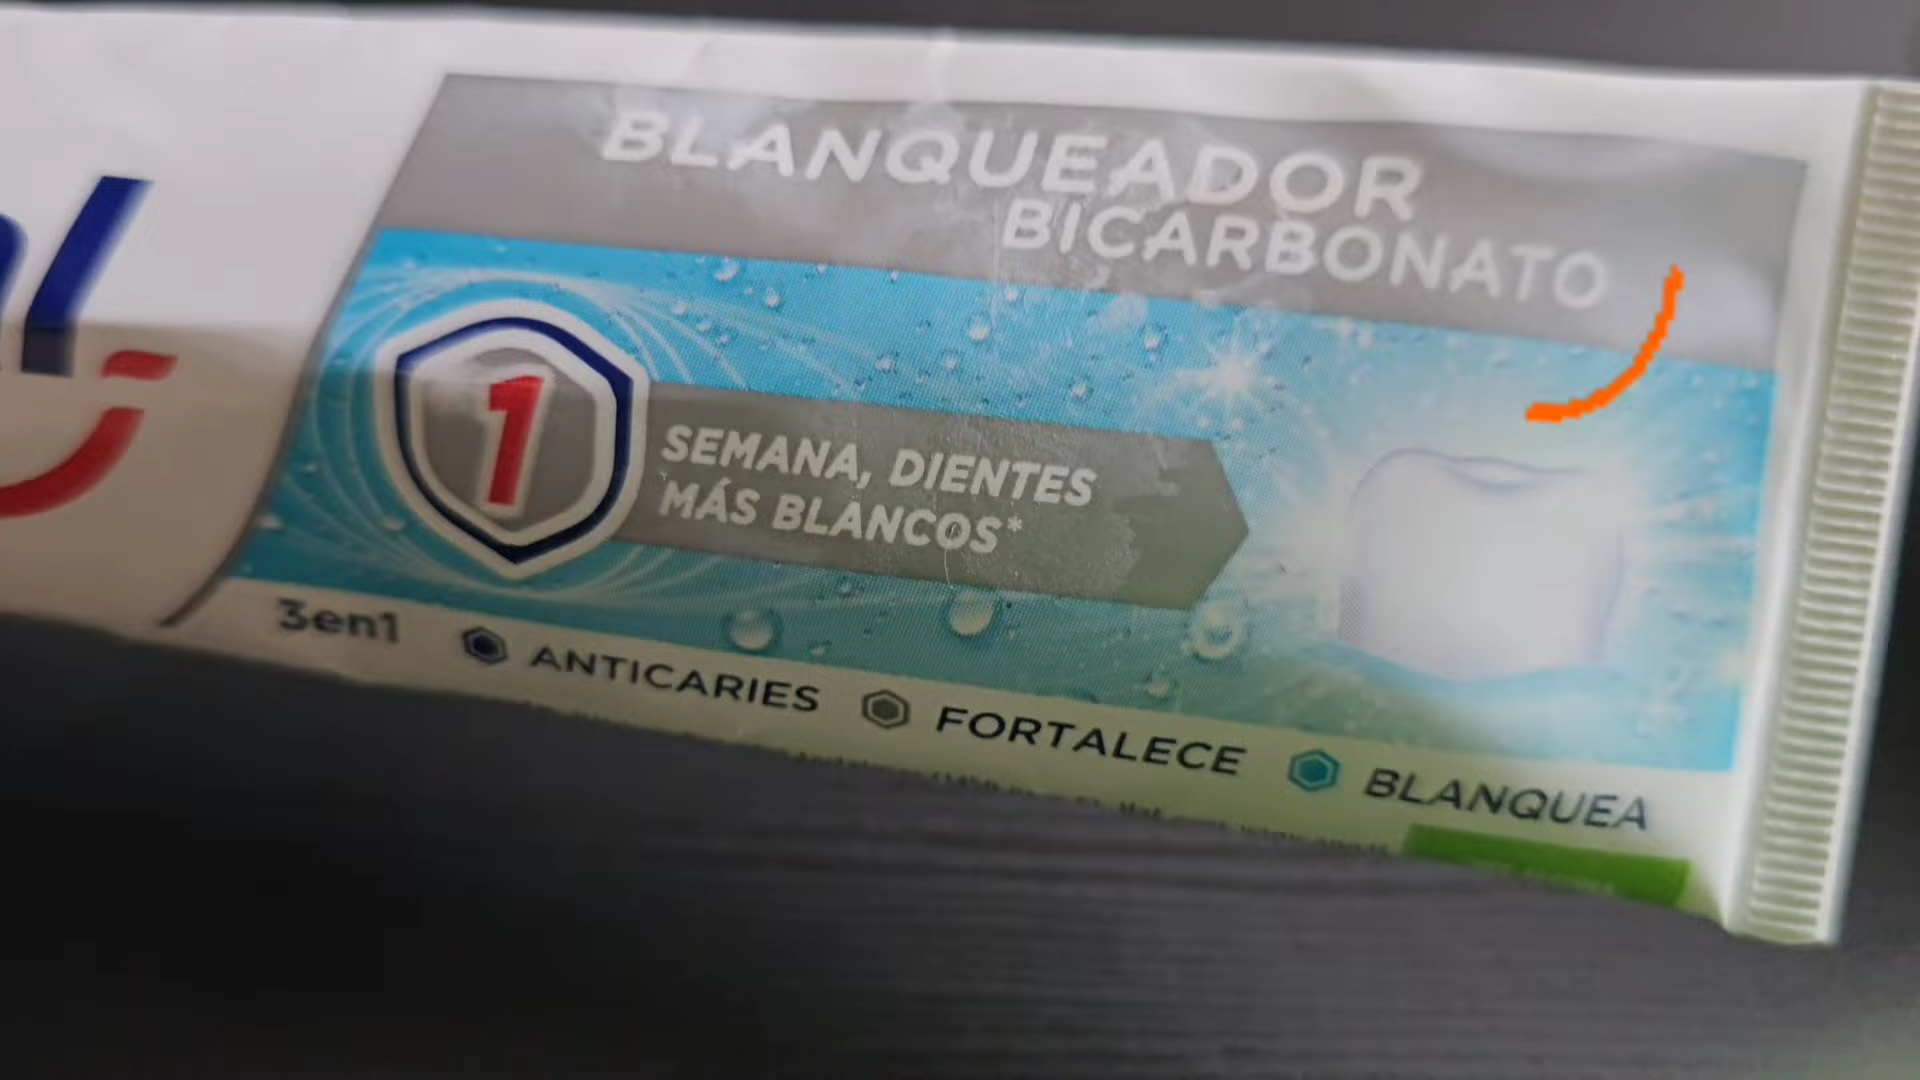 BLANQUEADOR
BICARBONATO
1
SEMANA, DIENTES
MÁS BLANCOS*
3en1 ANTICARIES FORTALECE BLANQUEA